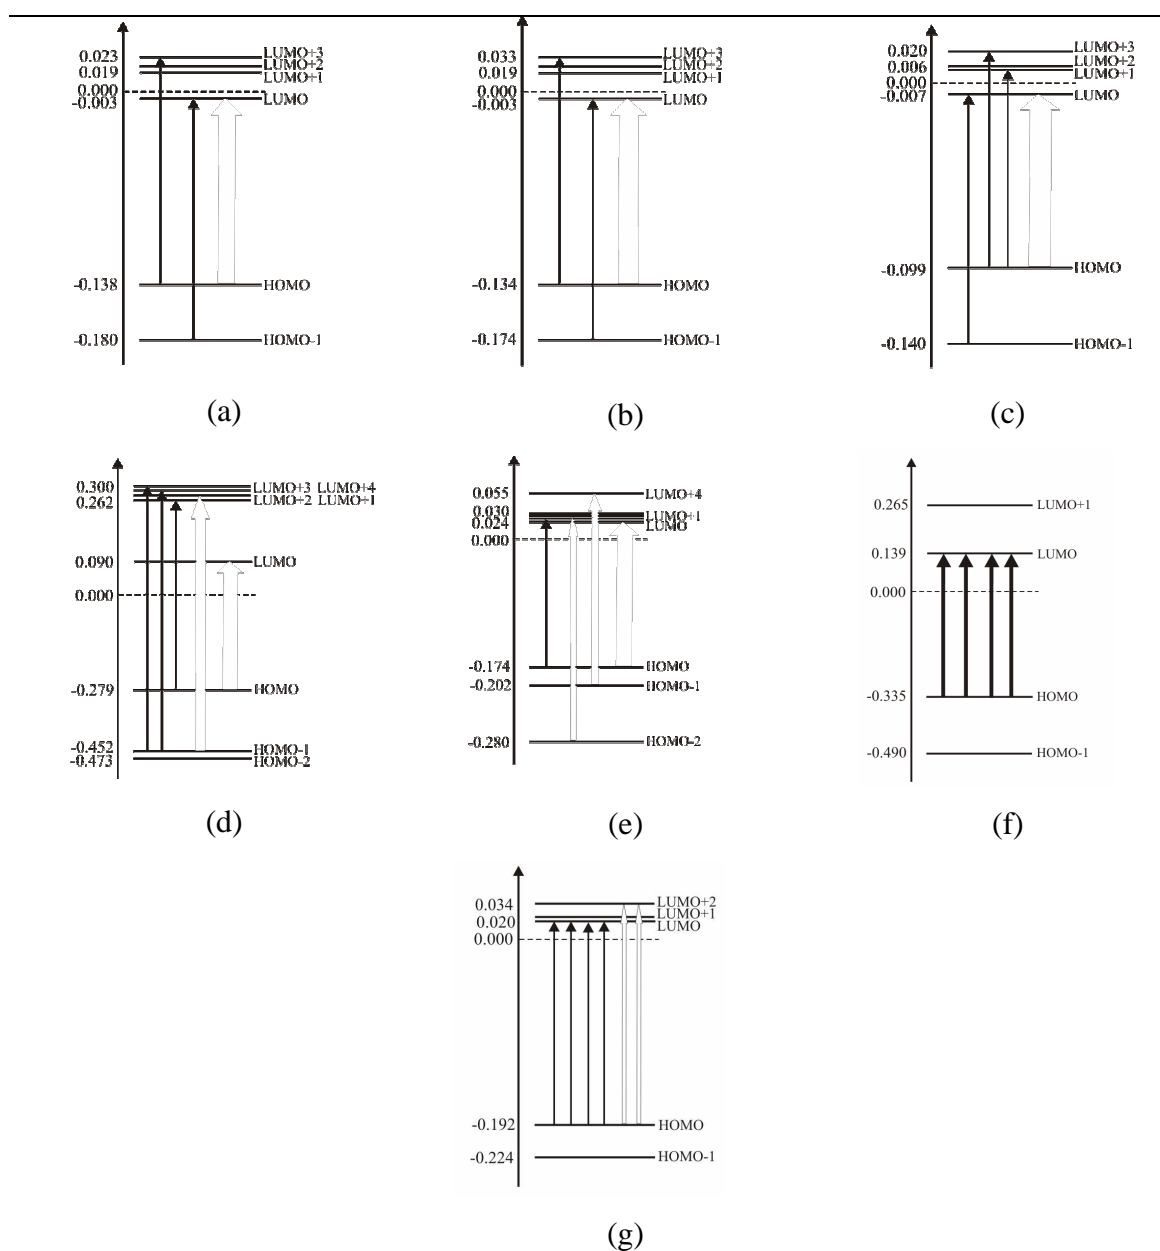 0.023 LUMO+3
LUMO+2
0.019 LUMO+1
0.000
-0.003 LUMO
-0.138 HOMO
-0.180 HOMO-1
(a)
0.033 LUMO+3
LUMO+2
0.019 LUMO+1
0.000
-0.003 LUMO
-0.134 HOMO
-0.174 HOMO-1
(b)
0.020 LUMO+3
LUMO+2
0.006 LUMO+1
0.000
-0.007 LUMO
-0.099 HOMO
-0.140 HOMO-1
(c)
0.300 LUMO+3 LUMO+4
0.262 LUMO+2 LUMO+1
0.090 LUMO
0.000
-0.279 HOMO
-0.452 HOMO-1
-0.473 HOMO-2
(d)
0.055 LUMO+4
0.030 LUMO+1
0.024 LUMO
0.000
-0.174 HOMO
-0.202 HOMO-1
-0.280 HOMO-2
(e)
0.265 LUMO+1
0.139 LUMO
0.000
-0.335 HOMO
-0.490 HOMO-1
(f)
0.034 LUMO+2
LUMO+1
0.020 LUMO
0.000
-0.192 HOMO
-0.224 HOMO-1
(g)